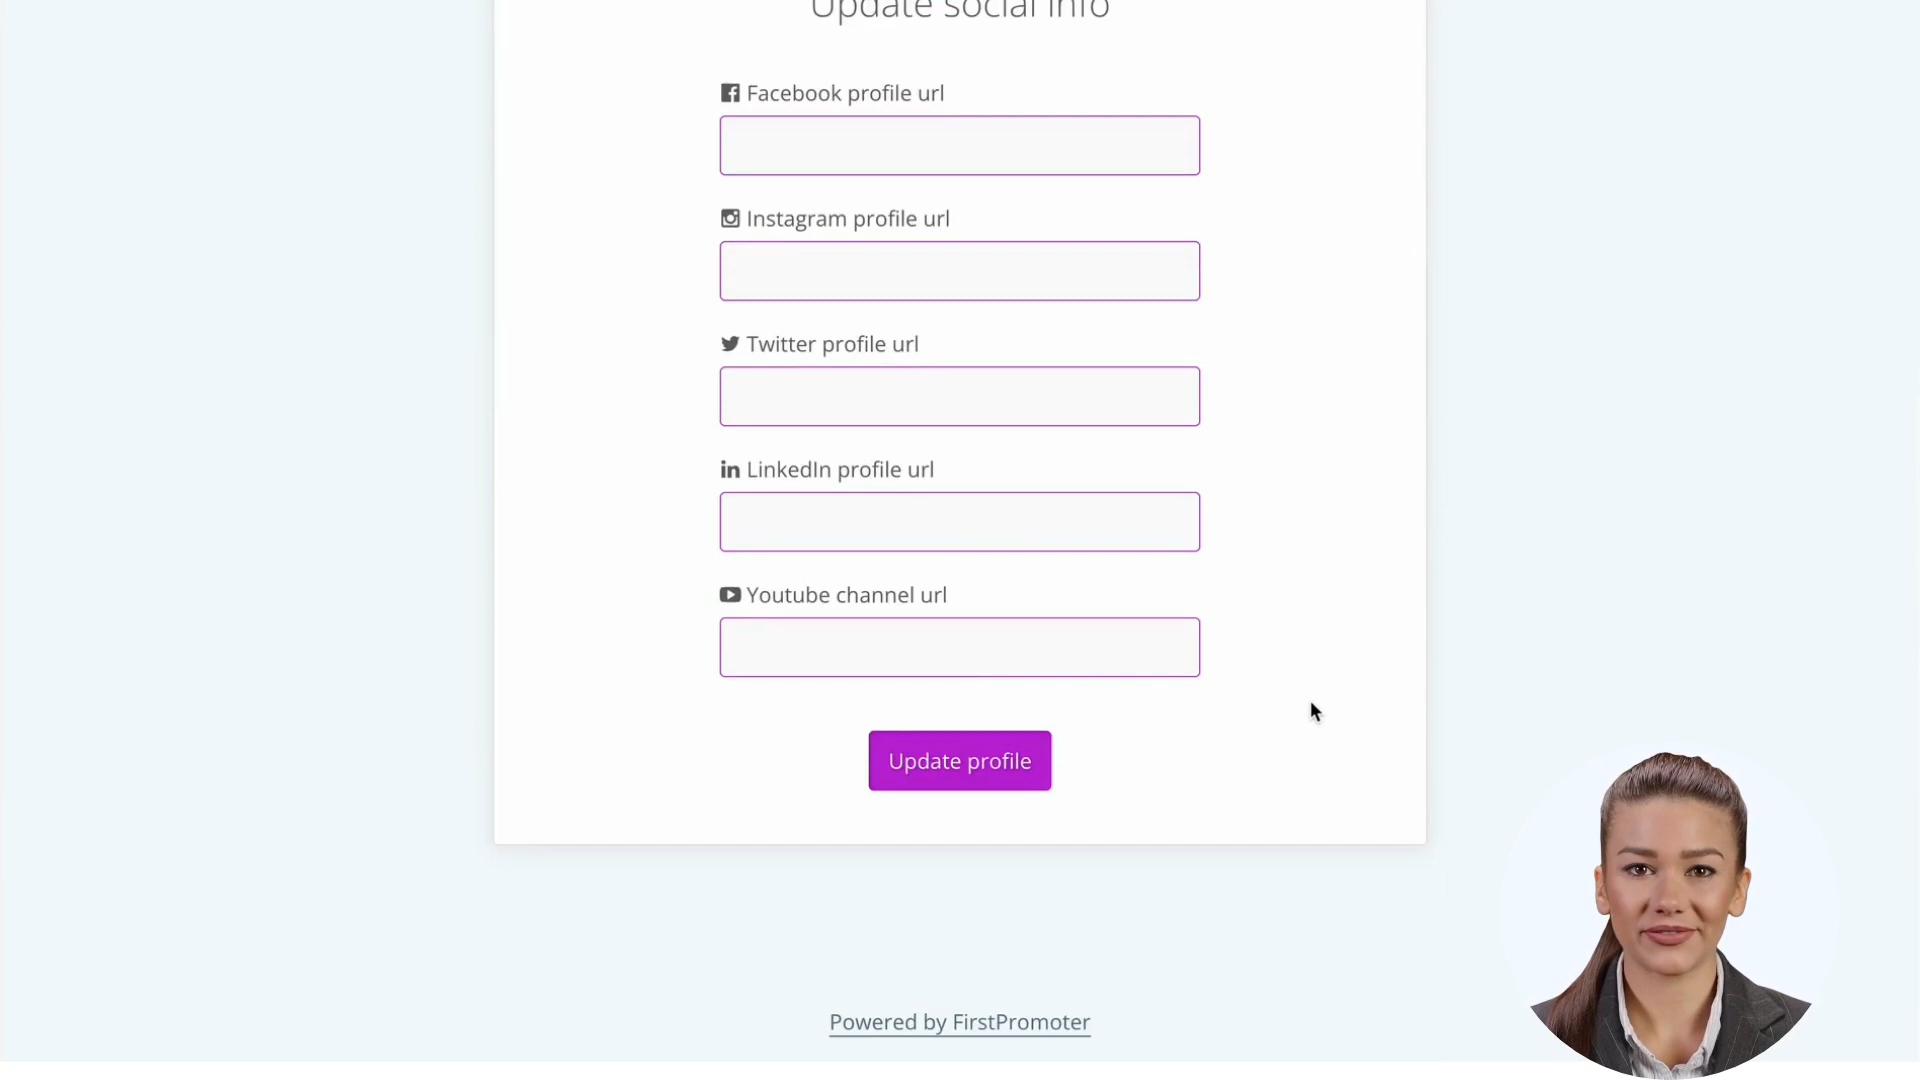 Update social info
Facebook profile url
Instagram profile url
Twitter profile url
LinkedIn profile url
Youtube channel url
Update profile
Powered by FirstPromoter